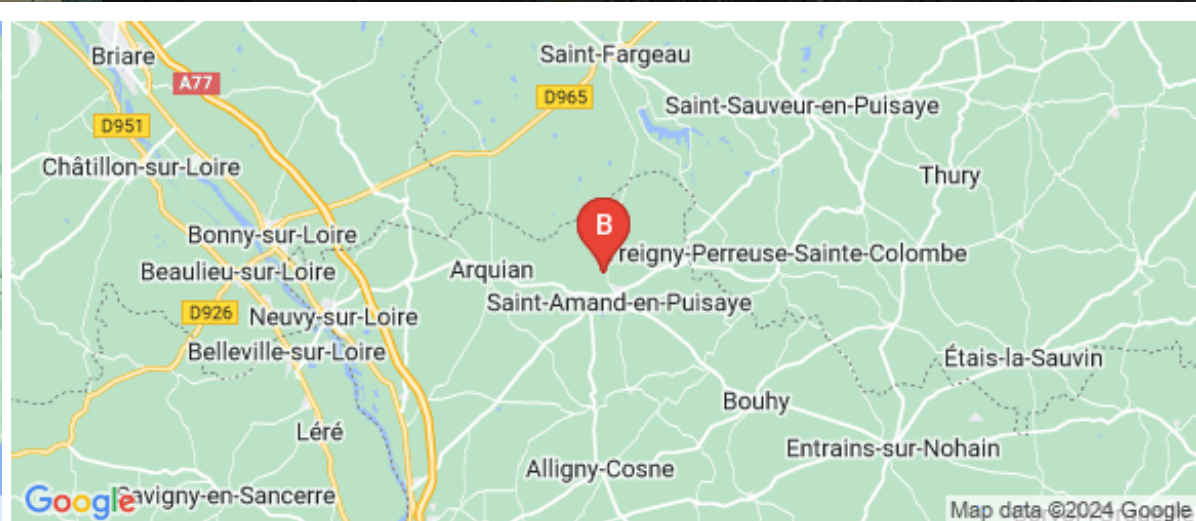 Briare
Saint-Fargeau
A77
D965
Saint-Sauveur-en-Puisaye
D951
Châtillon-sur-Loire
Thury
B
Bonny-sur-Loire
reigny-Perreuse-Sainte-Colombe
Beaulieu-sur-Loire
Arquian
Saint-Amand-en-Puisaye
D926
Neuvy-sur-Loire
Belleville-sur-Loire
Étais-la-Sauvin
Bouhy
Léré
Entrains-sur-Nohain
Alligny-Cosne
Google
avigny-en-Sancerre
Map data ©2024 Google